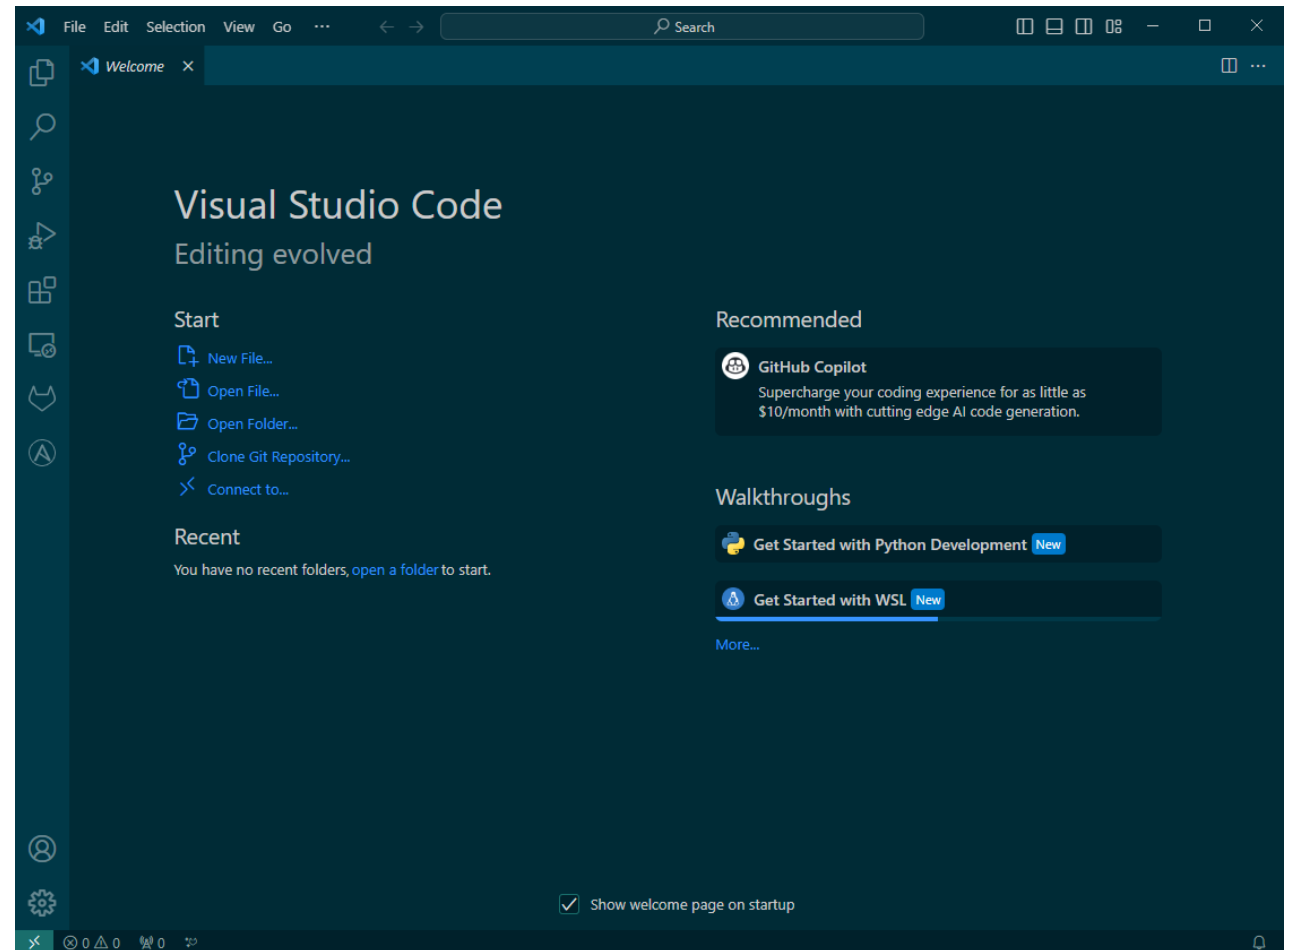 File Edit Selection View Go ··· Search
Welcome
Visual Studio Code
Editing evolved
Start
New File...
Open File...
Open Folder...
Clone Git Repository...
Connect to...
Recent
You have no recent folders, open a folder to start.
Recommended
GitHub Copilot
Supercharge your coding experience for as little as
$10/month with cutting edge AI code generation.
Walkthroughs
Get Started with Python Development New
Get Started with WSL New
More...
Show welcome page on startup
0 0 0